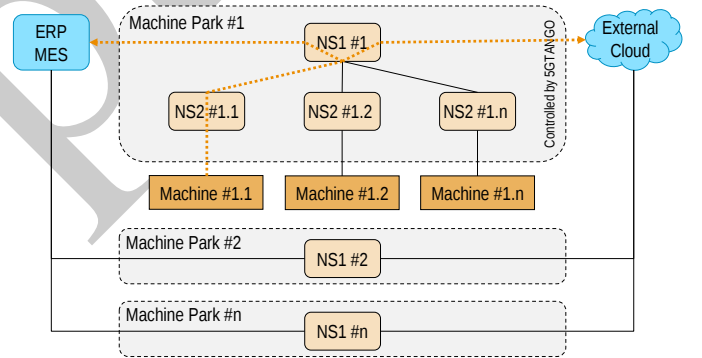 Machine Park #1
ERP
MES
NS1 #1
External
Cloud
Controlled by 5GTANGO
NS2 #1.1
NS2 #1.2
NS2 #1.n
Machine #1.1
Machine #1.2
Machine #1.n
Machine Park #2
NS1 #2
Machine Park #n
NS1 #n